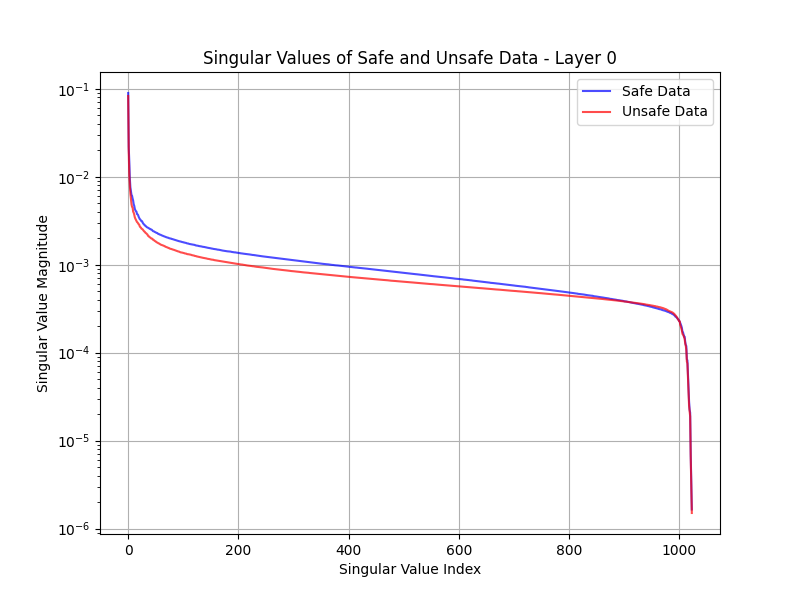 Singular Values of Safe and Unsafe Data - Layer 0
Safe Data
Unsafe Data
Singular Value Magnitude
10⁻¹
10⁻²
10⁻³
10⁻⁴
10⁻⁵
10⁻⁶
0 200 400 600 800 1000
Singular Value Index